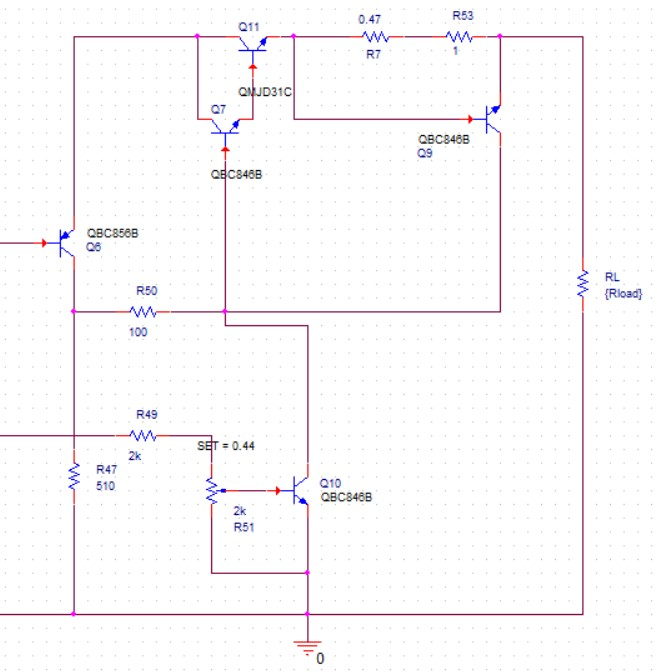 Q11
0.47
R53
R7
1
QMJD31C
Q7
QBC846B
Q9
QBC846B
QBC856B
Q6
RL
{Rload}
R50
100
R49
SET = 0.44
2k
R47
510
Q10
QBC846B
2k
R51
0